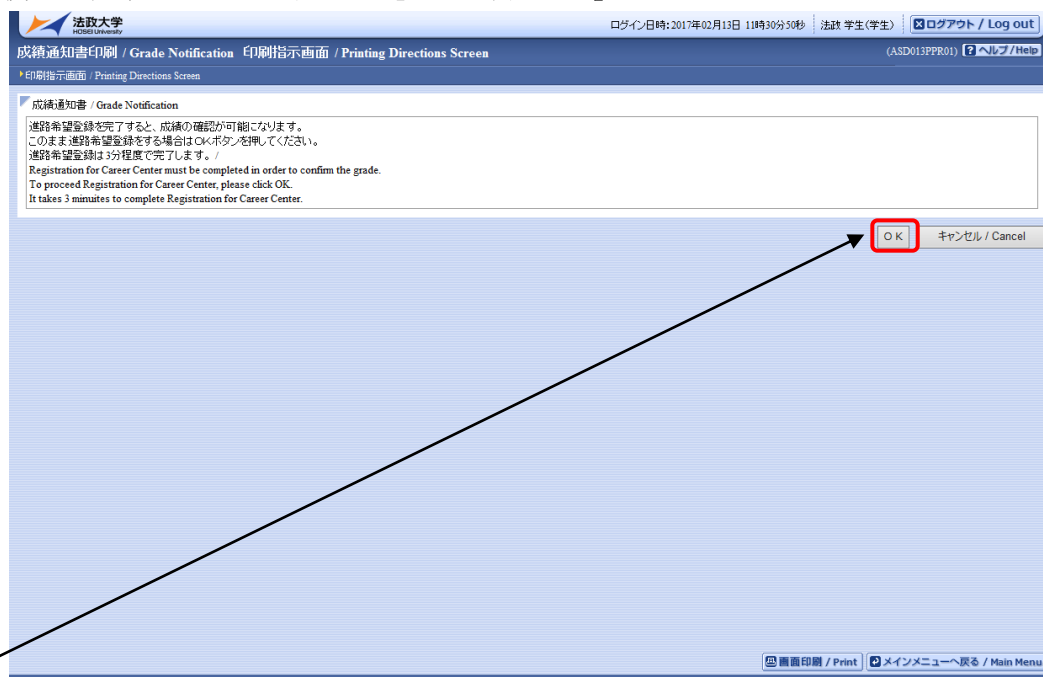 法政大学
HOSEI University
ログイン日時:2017年02月13日 11時30分50秒 法政 学生(学生) ログアウト / Log out
成績通知書印刷 / Grade Notification 印刷指示画面 / Printing Directions Screen
(ASD013PPR01) ? ヘルプ/Help
印刷指示画面 / Printing Directions Screen
成績通知書 / Grade Notification
進路希望登録を完了すると、成績の確認が可能になります。
このまま進路希望登録をする場合はOKボタンを押してください。
進路希望登録は3分程度で完了します。/
Registration for Career Center must be completed in order to confirm the grade.
To proceed Registration for Career Center, please click OK.
It takes 3 minuites to complete Registration for Career Center.
O K キャンセル / Cancel
画面印刷 / Print メインメニューへ戻る / Main Menu